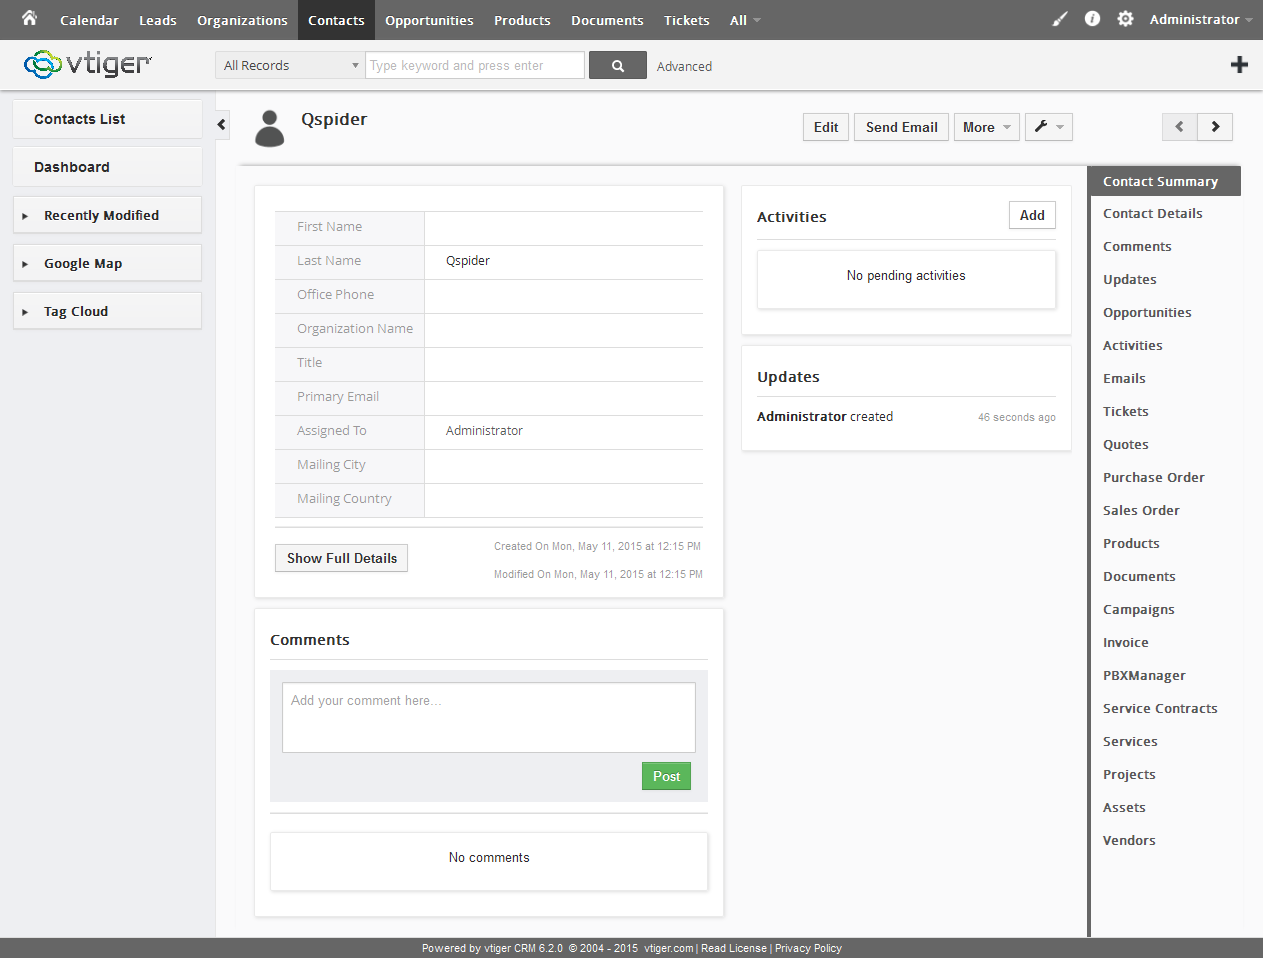 Calendar Leads Organizations Contacts Opportunities Products Documents Tickets All Administrator
vtiger All Records Type keyword and press enter Advanced
Contacts List
Dashboard
Recently Modified
Google Map
Tag Cloud
Qspider
Edit Send Email More
First Name
Last Name Qspider
Office Phone
Organization Name
Title
Primary Email
Assigned To Administrator
Mailing City
Mailing Country
Show Full Details
Created On Mon, May 11, 2015 at 12:15 PM
Modified On Mon, May 11, 2015 at 12:15 PM
Comments
Add your comment here...
Post
No comments
Activities Add
No pending activities
Updates
Administrator created 46 seconds ago
Contact Summary
Contact Details
Comments
Updates
Opportunities
Activities
Emails
Tickets
Quotes
Purchase Order
Sales Order
Products
Documents
Campaigns
Invoice
PBXManager
Service Contracts
Services
Projects
Assets
Vendors
Powered by vtiger CRM 6.2.0 © 2004 - 2015 vtiger.com | Read License | Privacy Policy